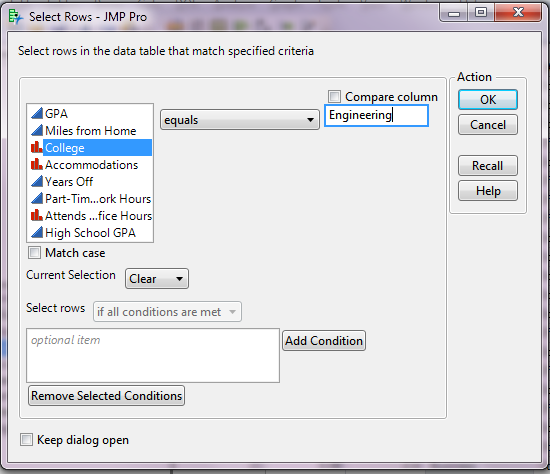 Select Rows - JMP Pro
Select rows in the data table that match specified criteria
Action
Compare column
OK
GPA
equals
Engineering
Miles from Home
Cancel
College
Accommodations
Recall
Years Off
Part-Tim...ork Hours
Help
Attends ...fice Hours
High School GPA
Match case
Current Selection Clear
Select rows if all conditions are met
optional item
Add Condition
Remove Selected Conditions
Keep dialog open